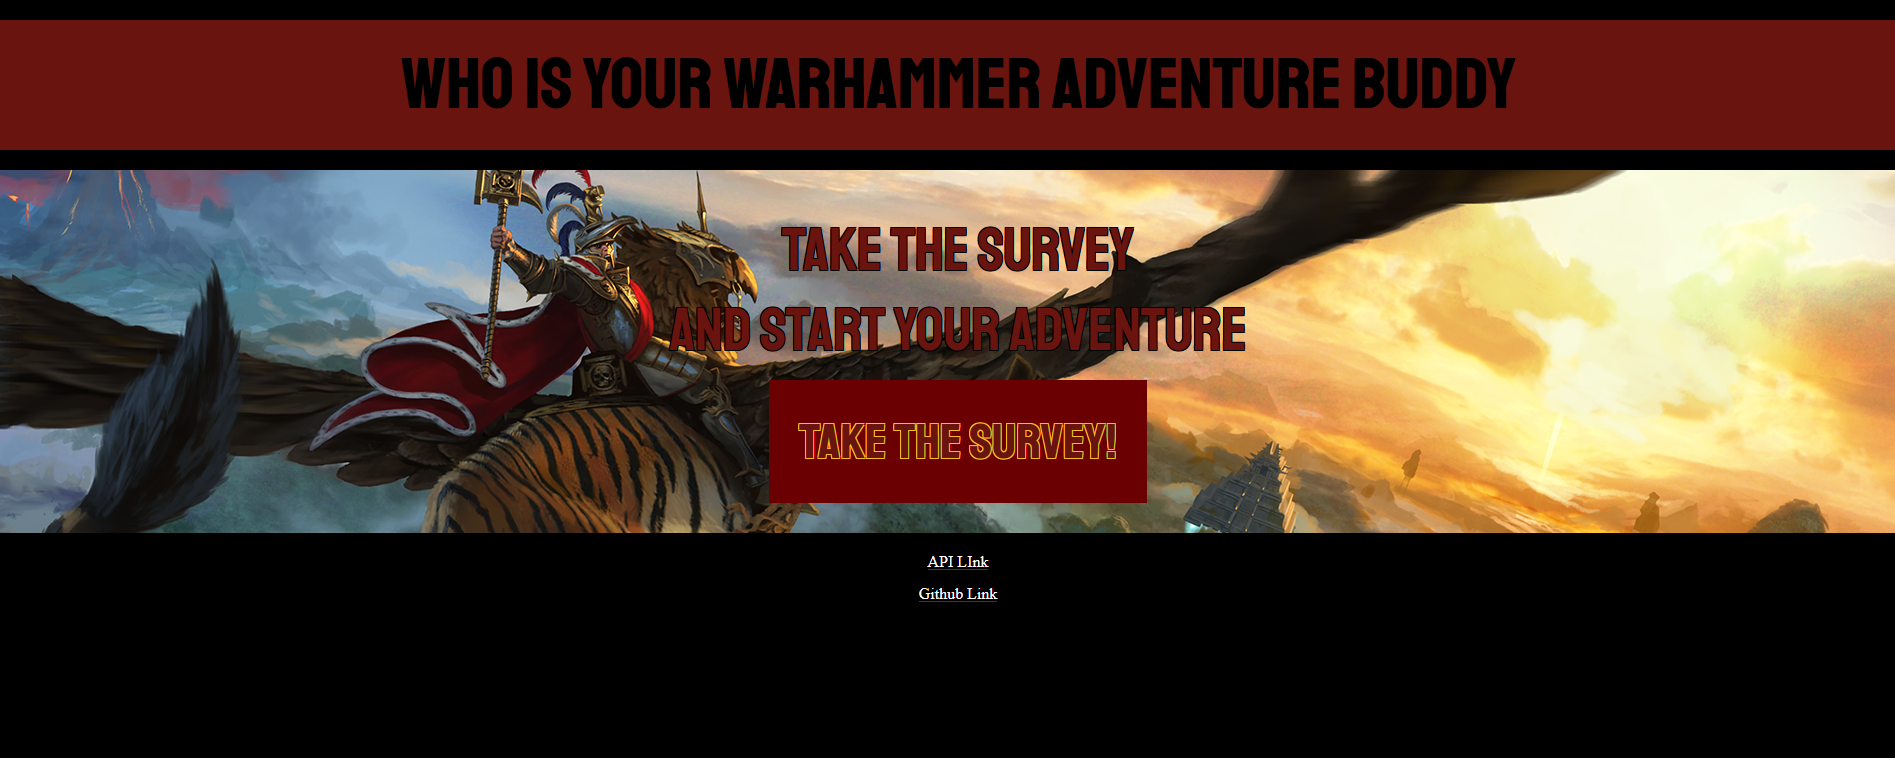 WHO IS YOUR WARHAMMER ADVENTURE BUDDY
TAKE THE SURVEY
AND START YOUR ADVENTURE
TAKE THE SURVEY!
API LInk
Github Link